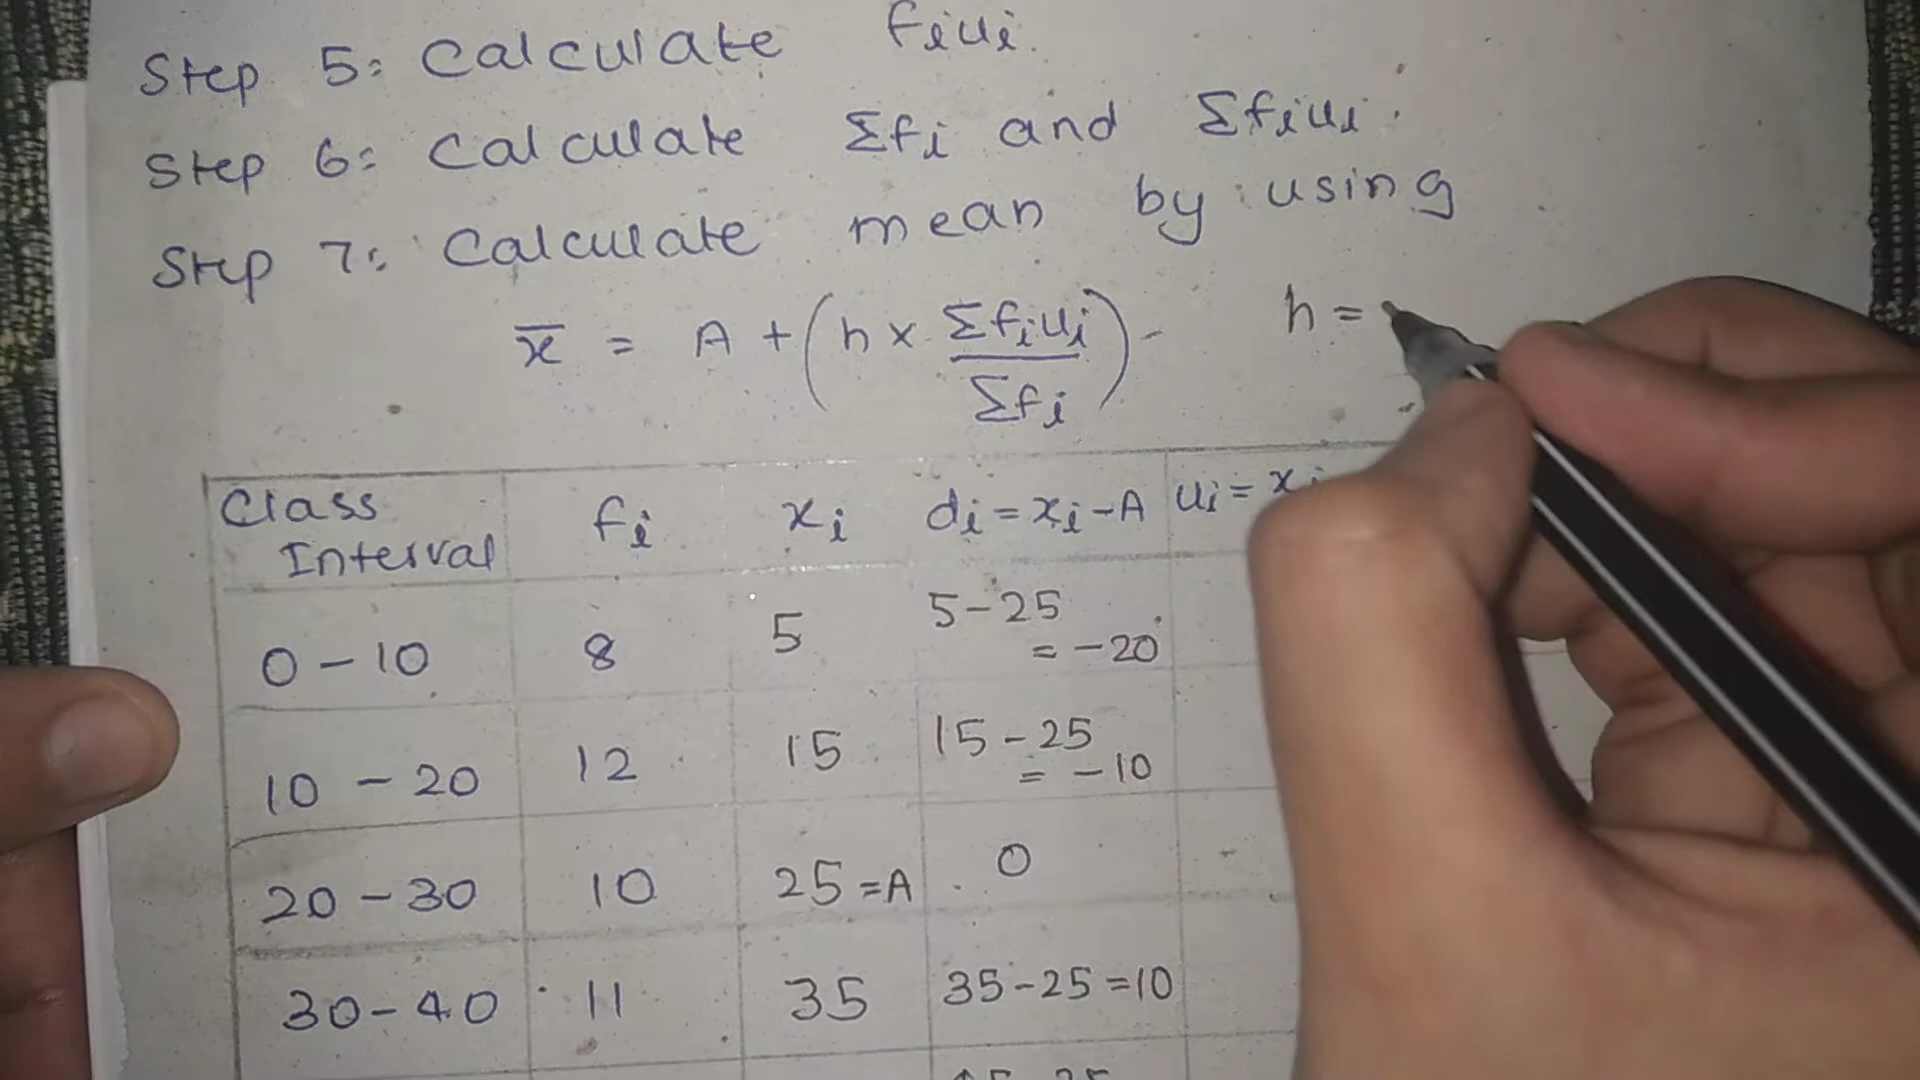 Step 5: Calculate fiui.
Step 6: Calculate Σfi and Σfiui.
Step 7: Calculate mean by using
x̄ = A + (h × Σfiui / Σfi)
h =
Class Interval fi xi di = xi - A ui = xi
0 - 10 8 5 5 - 25 = -20
10 - 20 12 15 15 - 25 = -10
20 - 30 10 25 = A 0
30 - 40 11 35 35 - 25 = 10